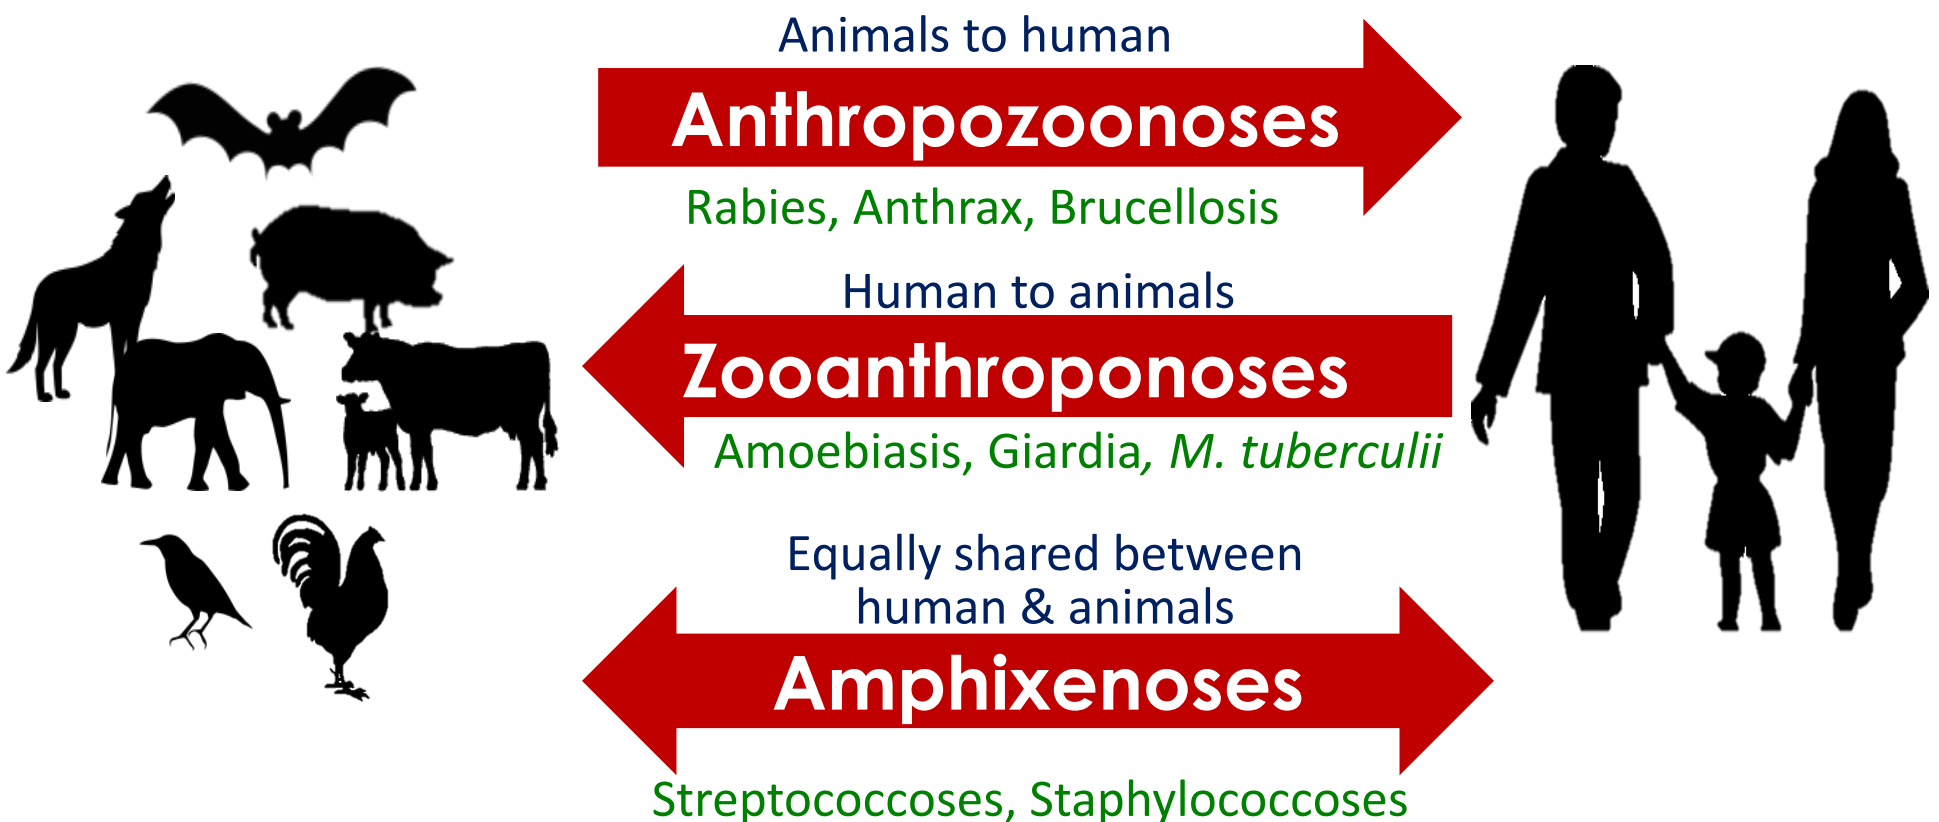 Animals to human
Anthropozoonoses
Rabies, Anthrax, Brucellosis
Human to animals
Zooanthroponoses
Amoebiasis, Giardia, M. tuberculii
Equally shared between
human & animals
Amphixenoses
Streptococcoses, Staphylococcoses